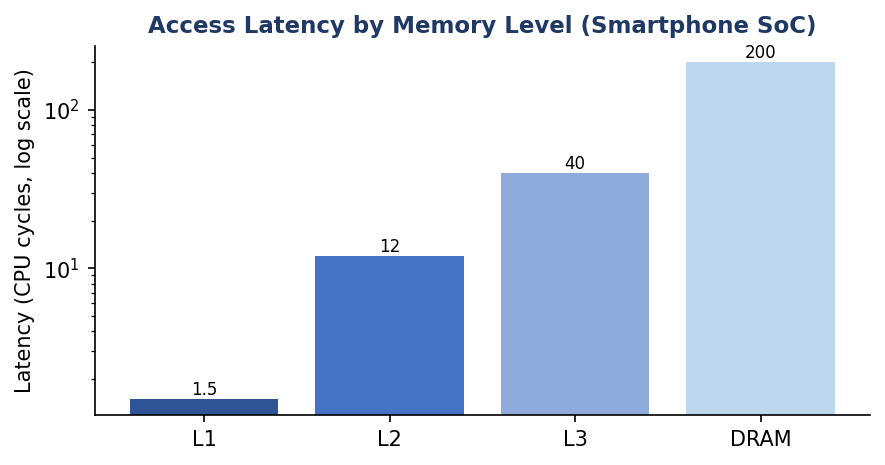 Access Latency by Memory Level (Smartphone SoC)
Latency (CPU cycles, log scale)
10²
10¹
1.5
12
40
200
L1
L2
L3
DRAM